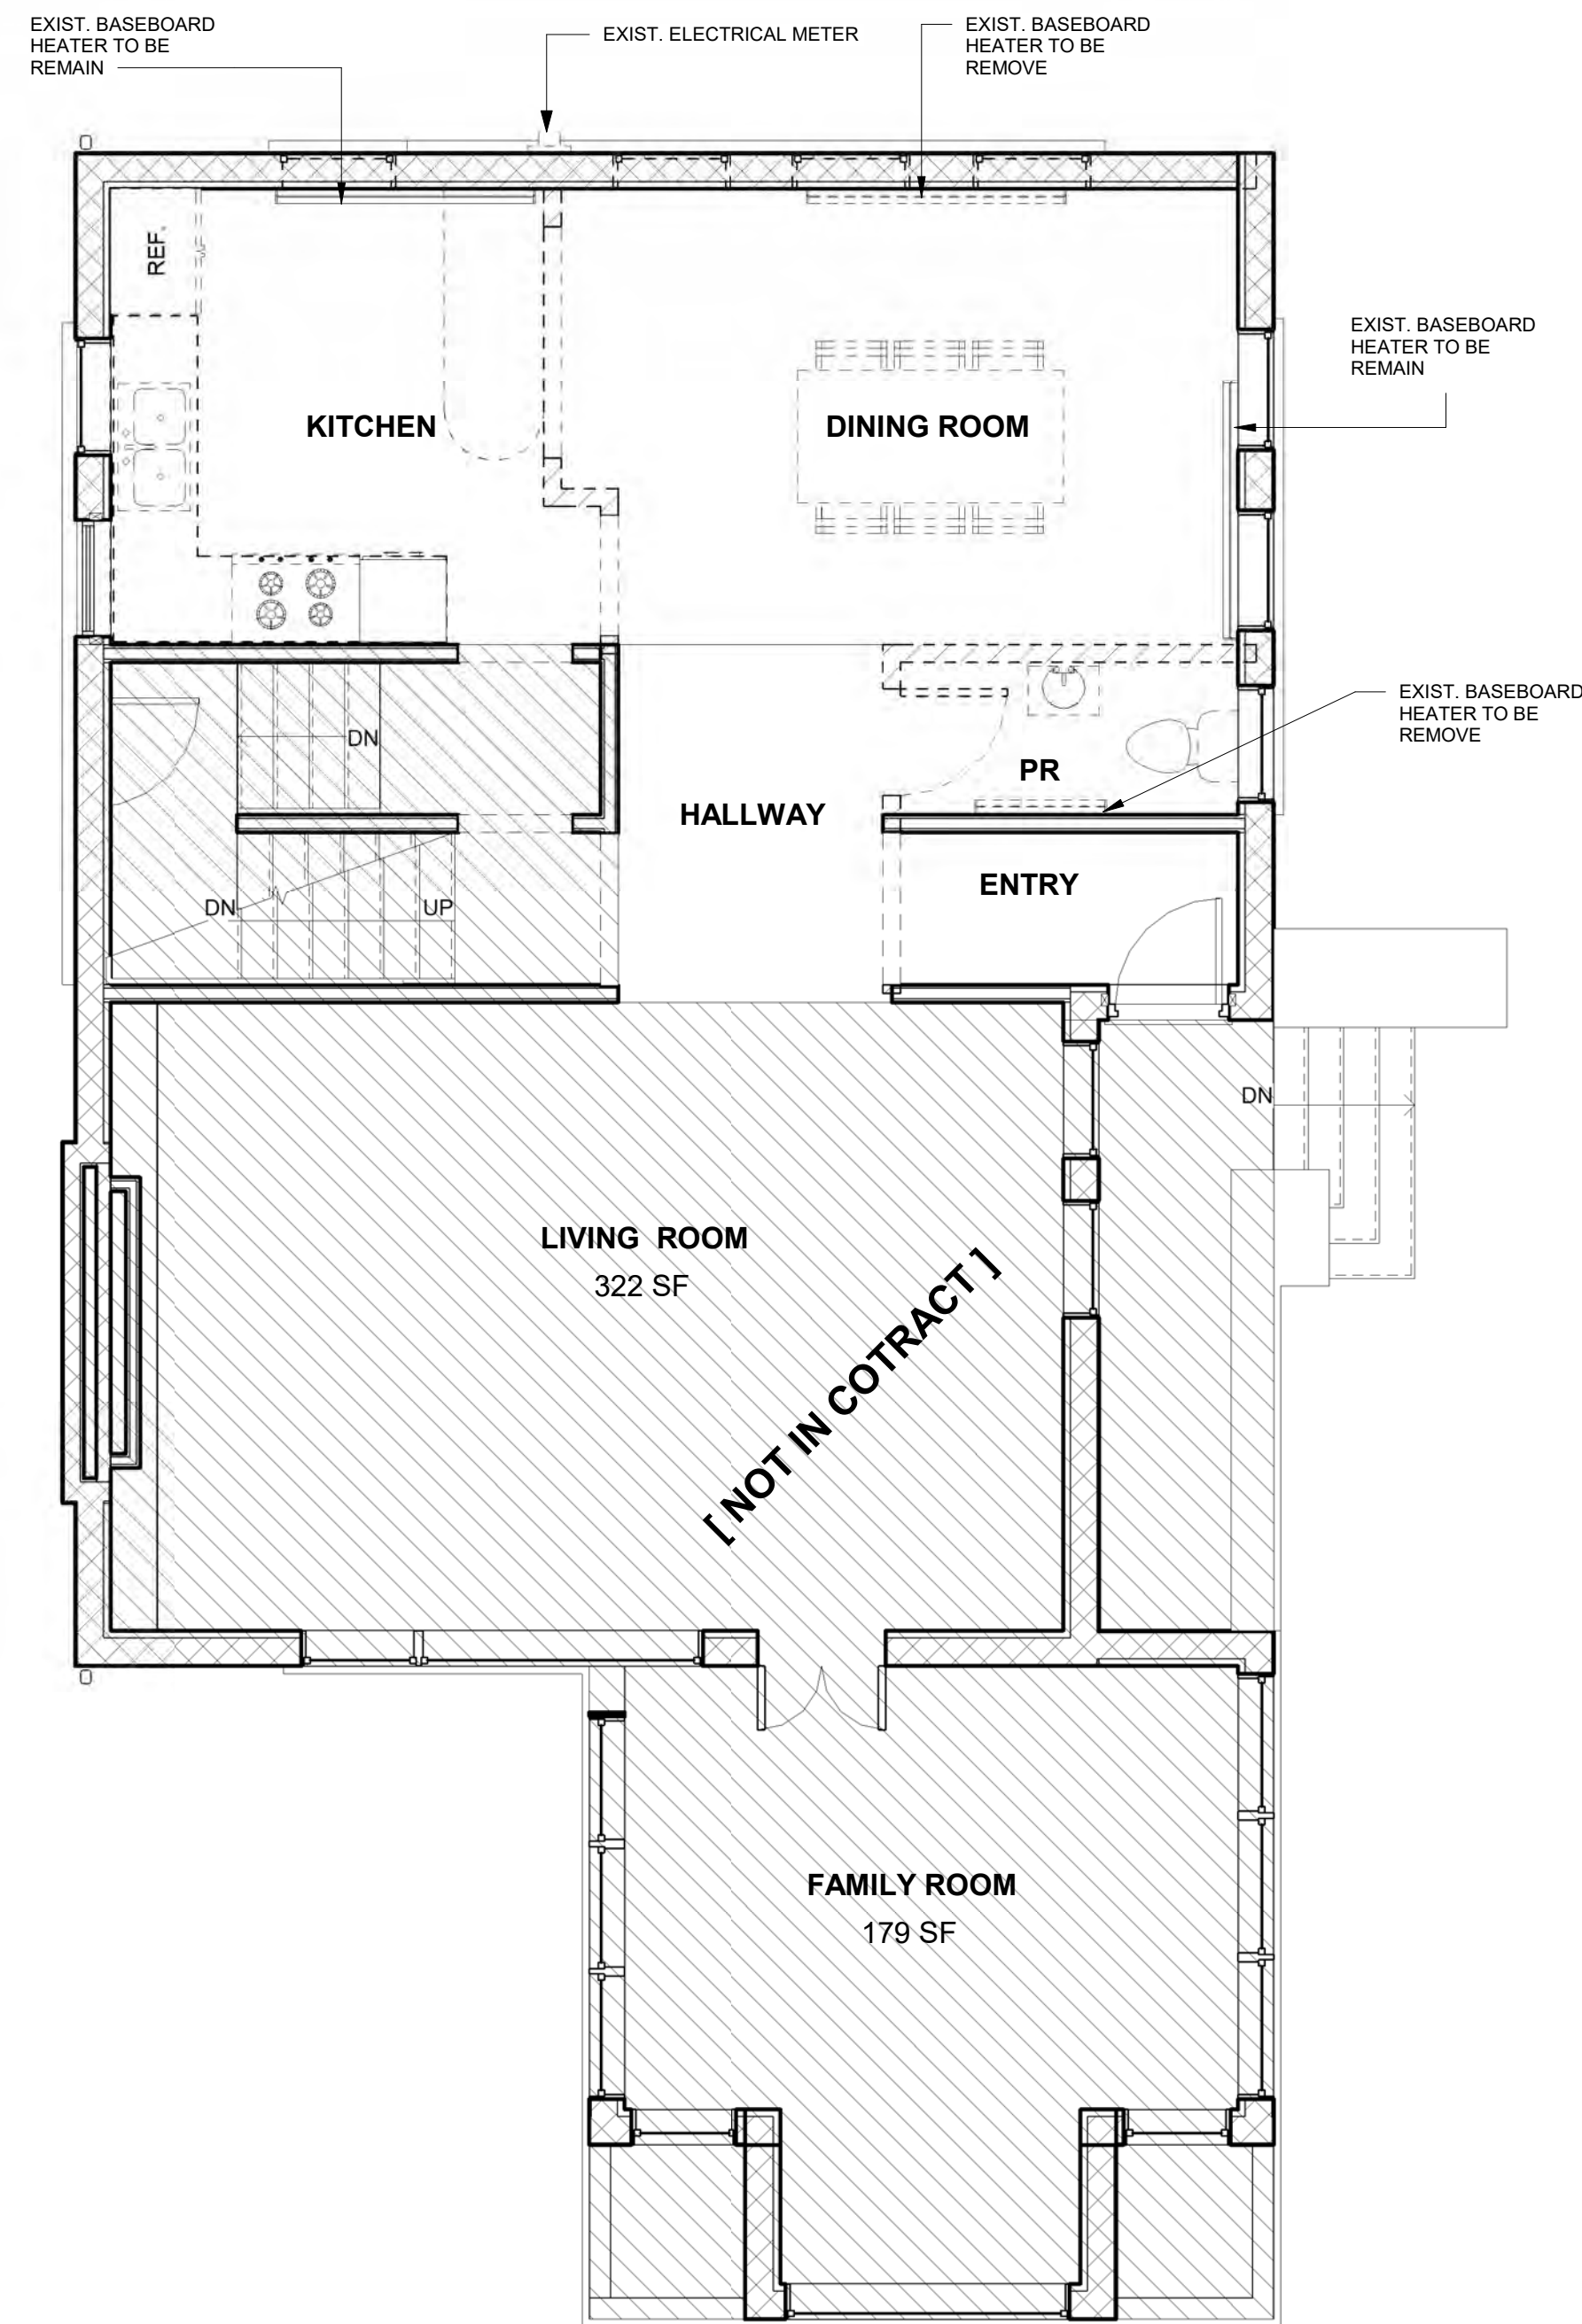 EXIST. BASEBOARD
HEATER TO BE
REMAIN
EXIST. ELECTRICAL METER
EXIST. BASEBOARD
HEATER TO BE
REMOVE
REF.
EXIST. BASEBOARD
HEATER TO BE
REMAIN
KITCHEN
DINING ROOM
EXIST. BASEBOARD
HEATER TO BE
REMOVE
DN
PR
HALLWAY
ENTRY
DN
UP
DN
LIVING ROOM
322 SF
[ NOT IN COTRACT ]
FAMILY ROOM
179 SF